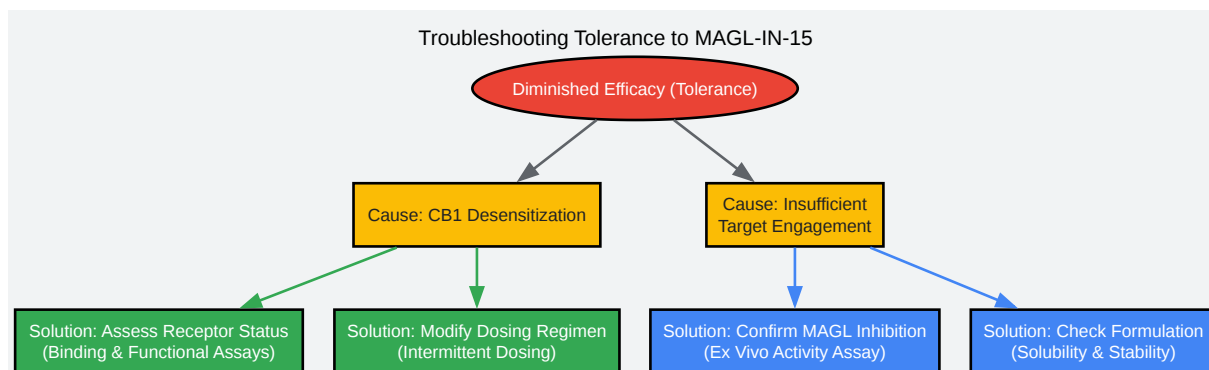 Troubleshooting Tolerance to MAGL-IN-15
Diminished Efficacy (Tolerance)
Cause: CB1 Desensitization
Cause: Insufficient
Target Engagement
Solution: Assess Receptor Status
(Binding & Functional Assays)
Solution: Modify Dosing Regimen
(Intermittent Dosing)
Solution: Confirm MAGL Inhibition
(Ex Vivo Activity Assay)
Solution: Check Formulation
(Solubility & Stability)